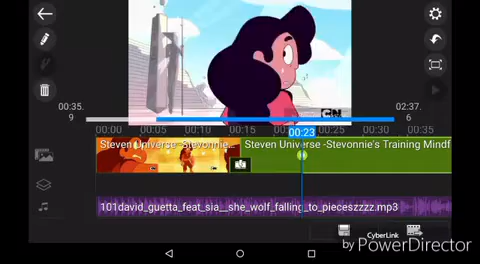 CN
00:35.
9
02:37.
6
00:23
00:00 00:05 00:10 00:15 00:25 00:30 00:35
Steven Universe -Stevonnie... Steven Universe -Stevonnie's Training Mindf
101david_guetta_feat_sia__she_wolf_falling_to_pieceszzzz.mp3
CyberLink
by PowerDirector